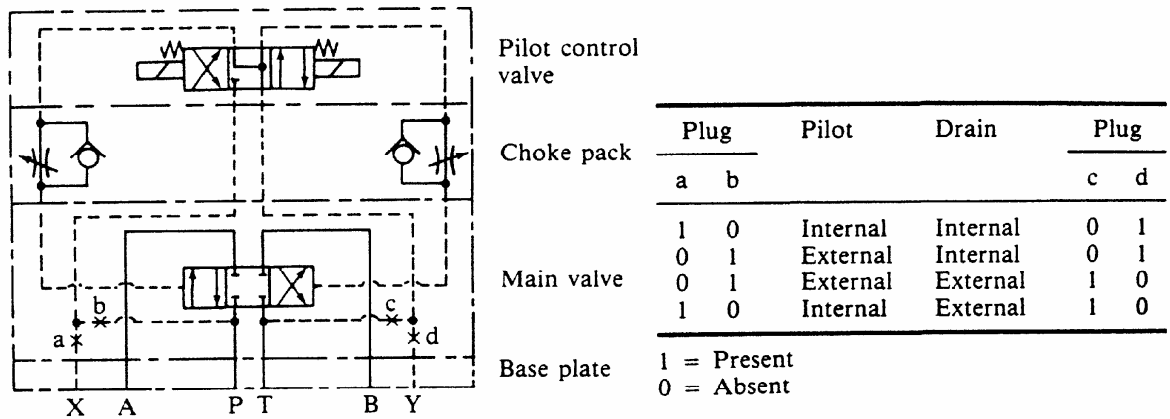 Pilot control
valve
Choke pack
Main valve
Base plate
a
b
c
d
X A P T B Y
Plug Pilot Drain Plug
a b c d
1 0 Internal Internal 0 1
0 1 External Internal 0 1
0 1 External External 1 0
1 0 Internal External 1 0
1 = Present
0 = Absent